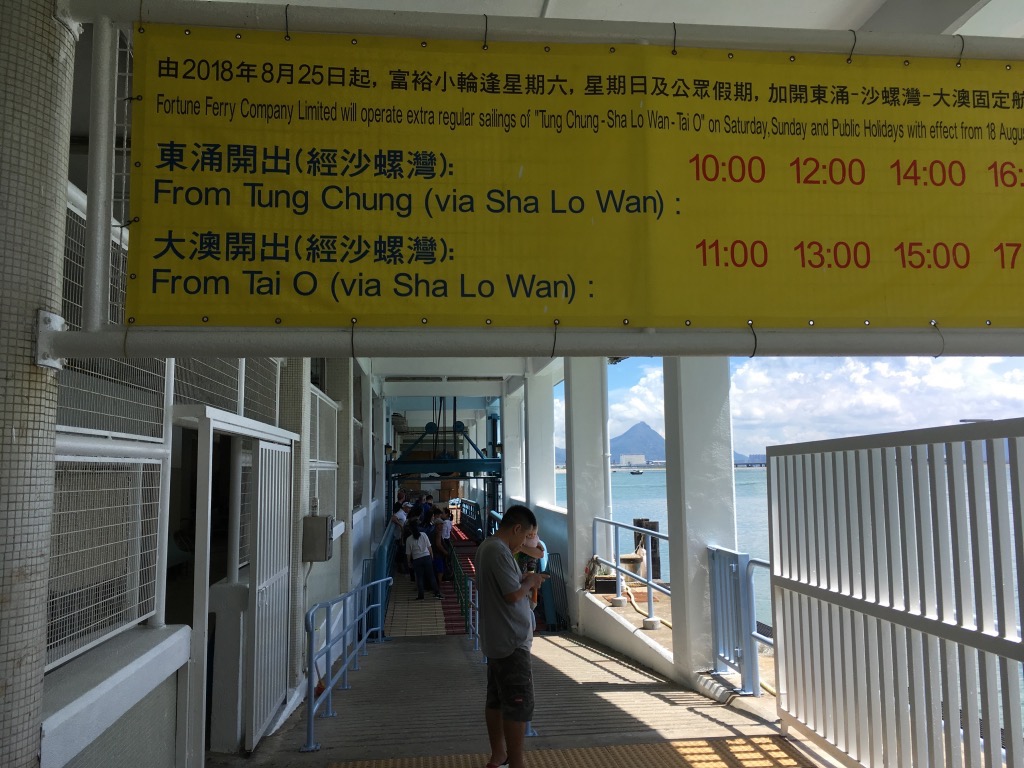 由2018年8月25日起，富裕小輪逢星期六，星期日及公眾假期，加開東涌-沙螺灣-大澳固定航
Fortune Ferry Company Limited will operate extra regular sailings of "Tung Chung-Sha Lo Wan-Tai O" on Saturday,Sunday and Public Holidays with effect from 18 Augu
東涌開出(經沙螺灣): 10:00 12:00 14:00 16:
From Tung Chung (via Sha Lo Wan) :
大澳開出(經沙螺灣): 11:00 13:00 15:00 17
From Tai O (via Sha Lo Wan) :